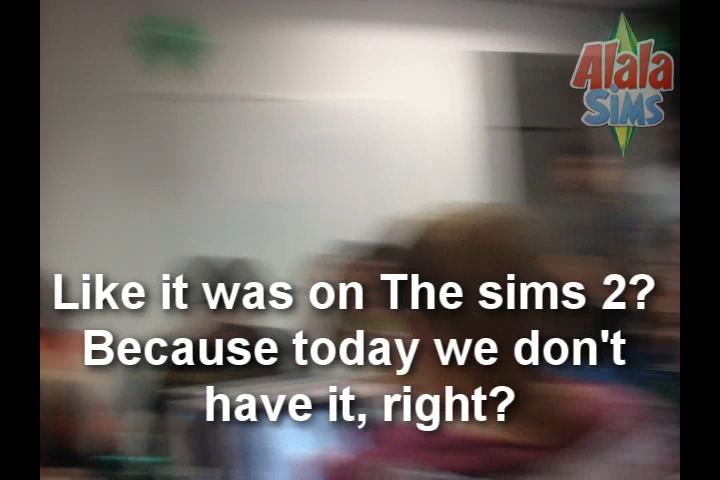 Alala
Sims
Like it was on The sims 2?
Because today we don't
have it, right?